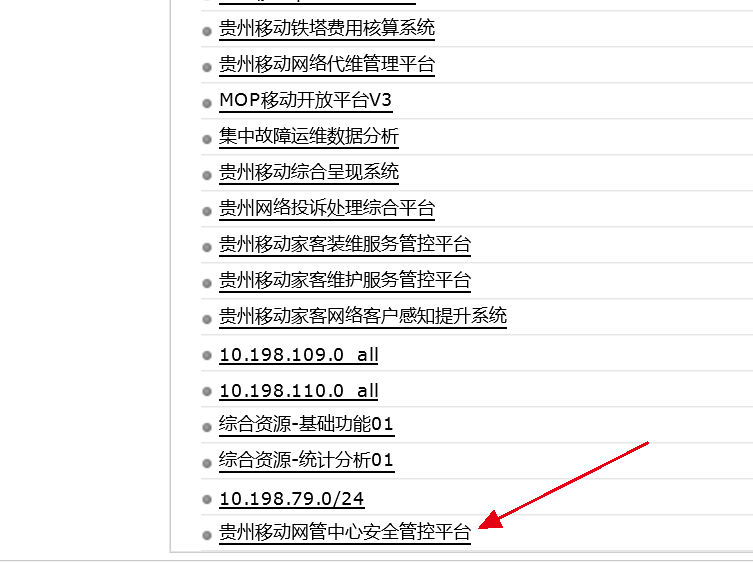 贵州移动铁塔费用核算系统
贵州移动网络代维管理平台
MOP移动开放平台V3
集中故障运维数据分析
贵州移动综合呈现系统
贵州网络投诉处理综合平台
贵州移动家客装维服务管控平台
贵州移动家客维护服务管控平台
贵州移动家客网络客户感知提升系统
10.198.109.0_all
10.198.110.0_all
综合资源-基础功能01
综合资源-统计分析01
10.198.79.0/24
贵州移动网管中心安全管控平台